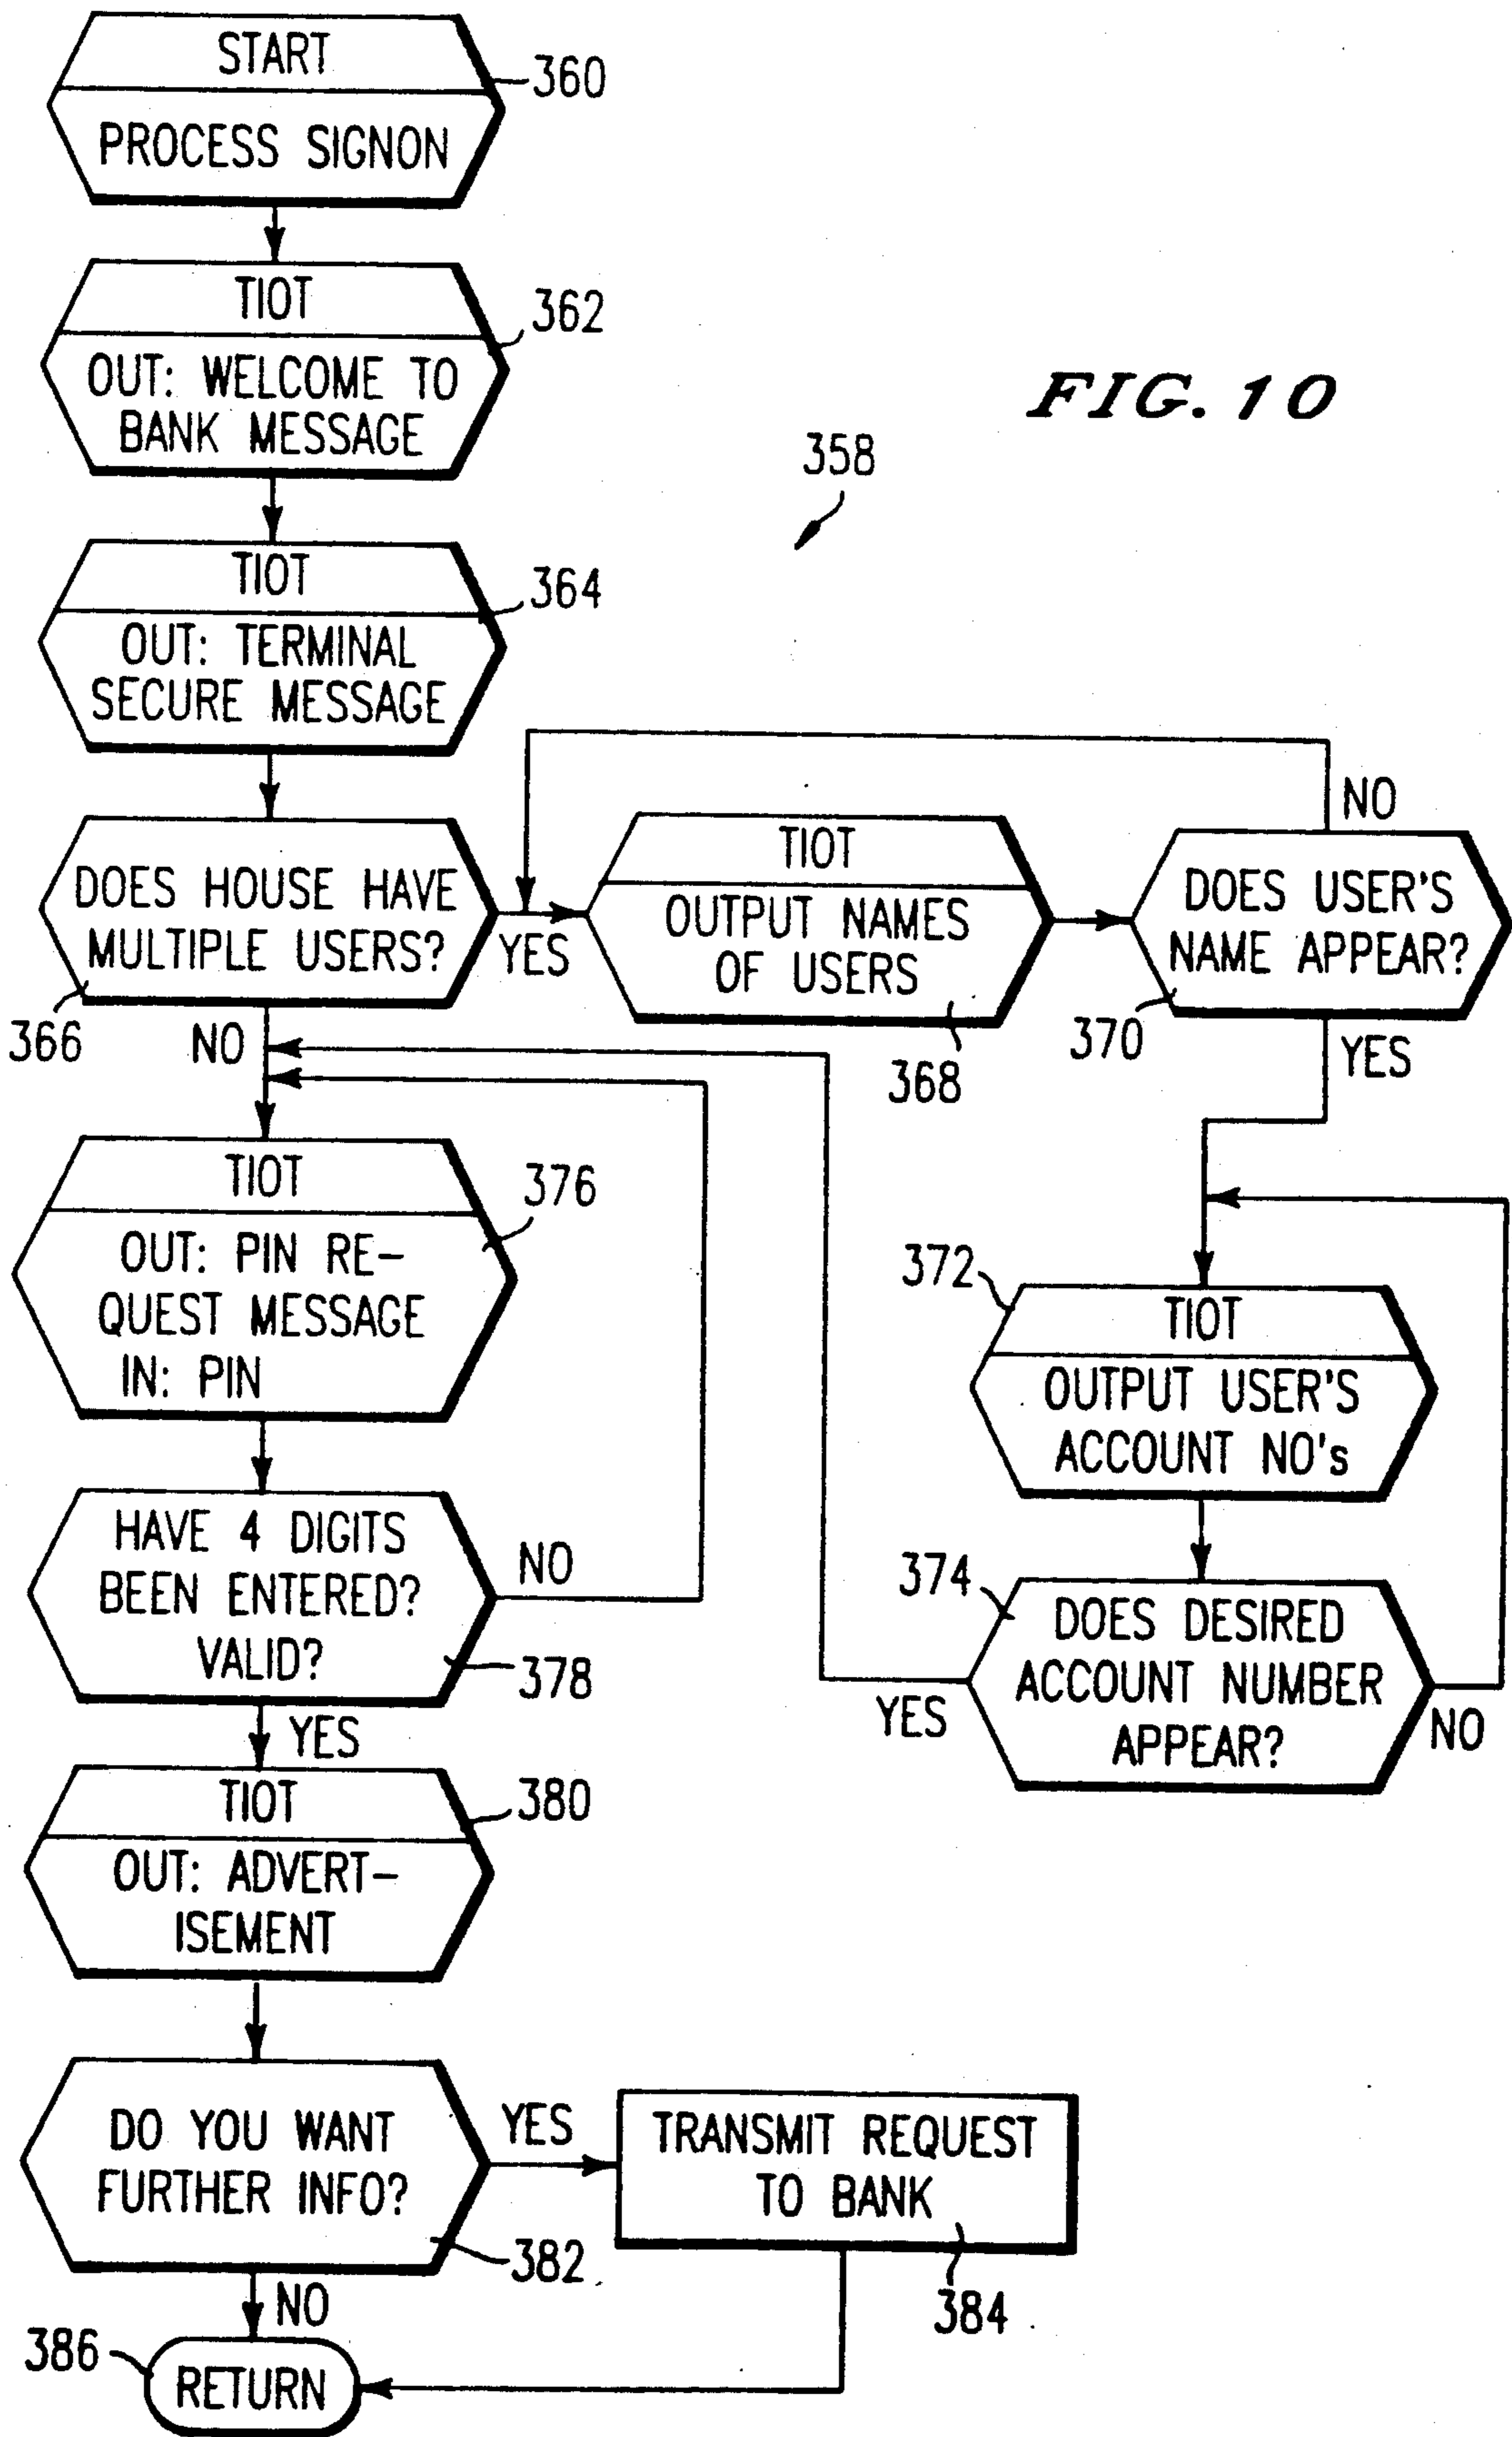 START
360
PROCESS SIGNON
TIOT
362
OUT: WELCOME TO
BANK MESSAGE
FIG. 10
358
TIOT
364
OUT: TERMINAL
SECURE MESSAGE
DOES HOUSE HAVE
MULTIPLE USERS?
366
YES
NO
TIOT
OUTPUT NAMES
OF USERS
368
NO
DOES USER'S
NAME APPEAR?
370
YES
TIOT
376
OUT: PIN RE-
QUEST MESSAGE
IN: PIN
372
TIOT
OUTPUT USER'S
ACCOUNT NO's
HAVE 4 DIGITS
BEEN ENTERED?
VALID?
378
NO
YES
374
DOES DESIRED
ACCOUNT NUMBER
APPEAR?
YES
NO
TIOT
380
OUT: ADVERT-
ISEMENT
DO YOU WANT
FURTHER INFO?
382
YES
NO
TRANSMIT REQUEST
TO BANK
384
386
RETURN